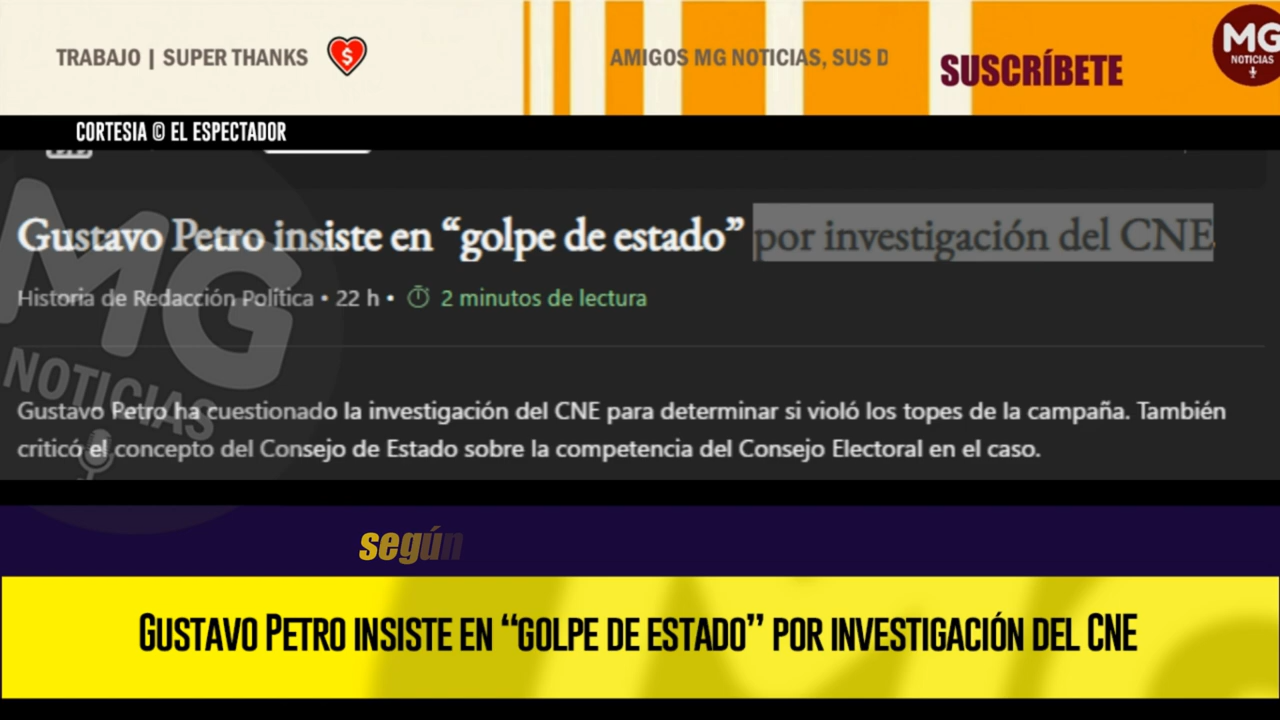 TRABAJO | SUPER THANKS
AMIGOS MG NOTICIAS, SUS D
SUSCRÍBETE
MG
NOTICIAS
CORTESIA © EL ESPECTADOR
Gustavo Petro insiste en “golpe de estado” por investigación del CNE
Historia de Redacción Política • 22 h • 2 minutos de lectura
MG
NOTICIAS
Gustavo Petro ha cuestionado la investigación del CNE para determinar si violó los topes de la campaña. También
criticó el concepto del Consejo de Estado sobre la competencia del Consejo Electoral en el caso.
según
GUSTAVO PETRO INSISTE EN “GOLPE DE ESTADO” POR INVESTIGACIÓN DEL CNE